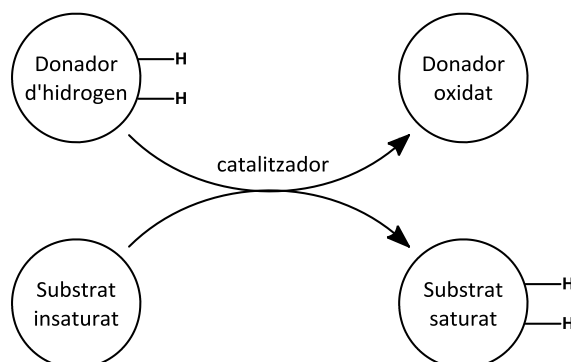 Donador
d'hidrogen
H
H
Donador
oxidat
catalitzador
Substrat
insaturat
Substrat
saturat
H
H